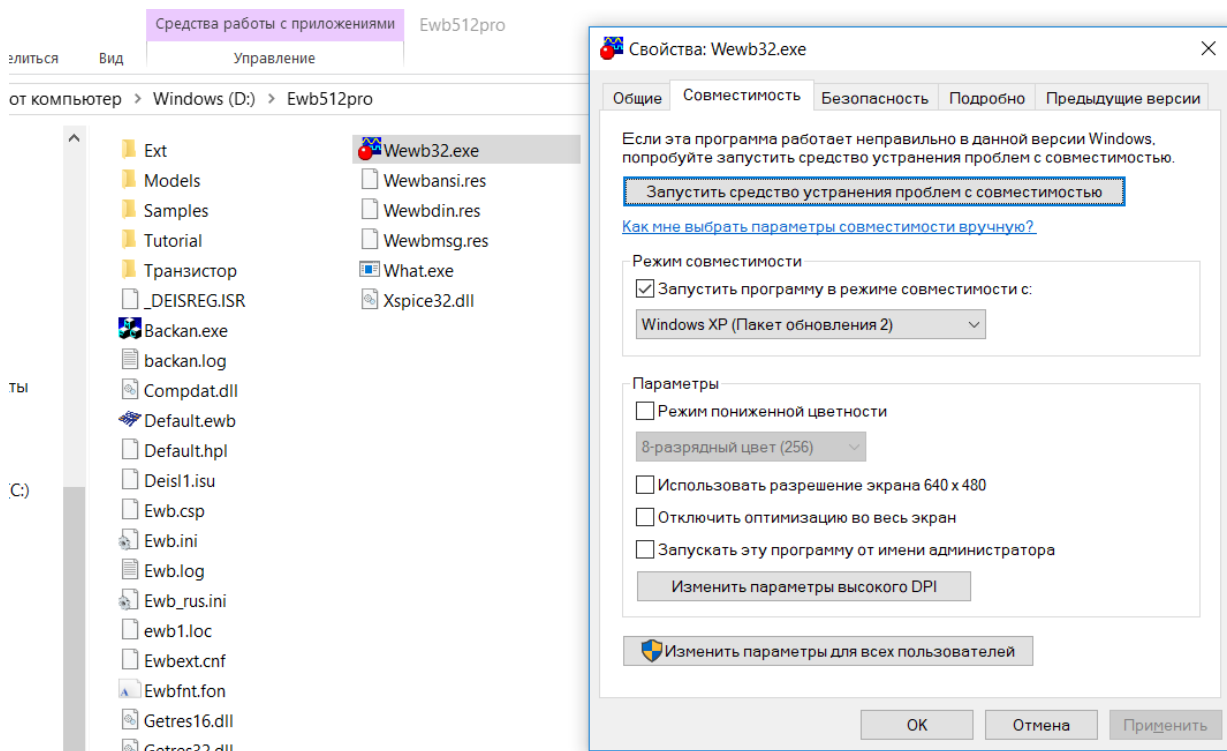 Средства работы с приложениями
Ewb512pro
елиться
Вид
Управление
от компьютер > Windows (D:) > Ewb512pro
Ext
Models
Samples
Tutorial
Транзистор
_DEISREG.ISR
Backan.exe
backan.log
Compdat.dll
Default.ewb
Default.hpl
Deisl1.isu
Ewb.csp
Ewb.ini
Ewb.log
Ewb_rus.ini
ewb1.loc
Ewbext.cnf
Ewbfnt.fon
Getres16.dll
Getres32.dll
Wewb32.exe
Wewbansi.res
Wewbdin.res
Wewbmsg.res
What.exe
Xspice32.dll
ты
(C:)
Свойства: Wewb32.exe
Общие
Совместимость
Безопасность
Подробно
Предыдущие версии
Если эта программа работает неправильно в данной версии Windows,
попробуйте запустить средство устранения проблем с совместимостью.
Запустить средство устранения проблем с совместимостью
Как мне выбрать параметры совместимости вручную?
Режим совместимости
Запустить программу в режиме совместимости с:
Windows XP (Пакет обновления 2)
Параметры
Режим пониженной цветности
8-разрядный цвет (256)
Использовать разрешение экрана 640 x 480
Отключить оптимизацию во весь экран
Запускать эту программу от имени администратора
Изменить параметры высокого DPI
Изменить параметры для всех пользователей
ОК
Отмена
Применить